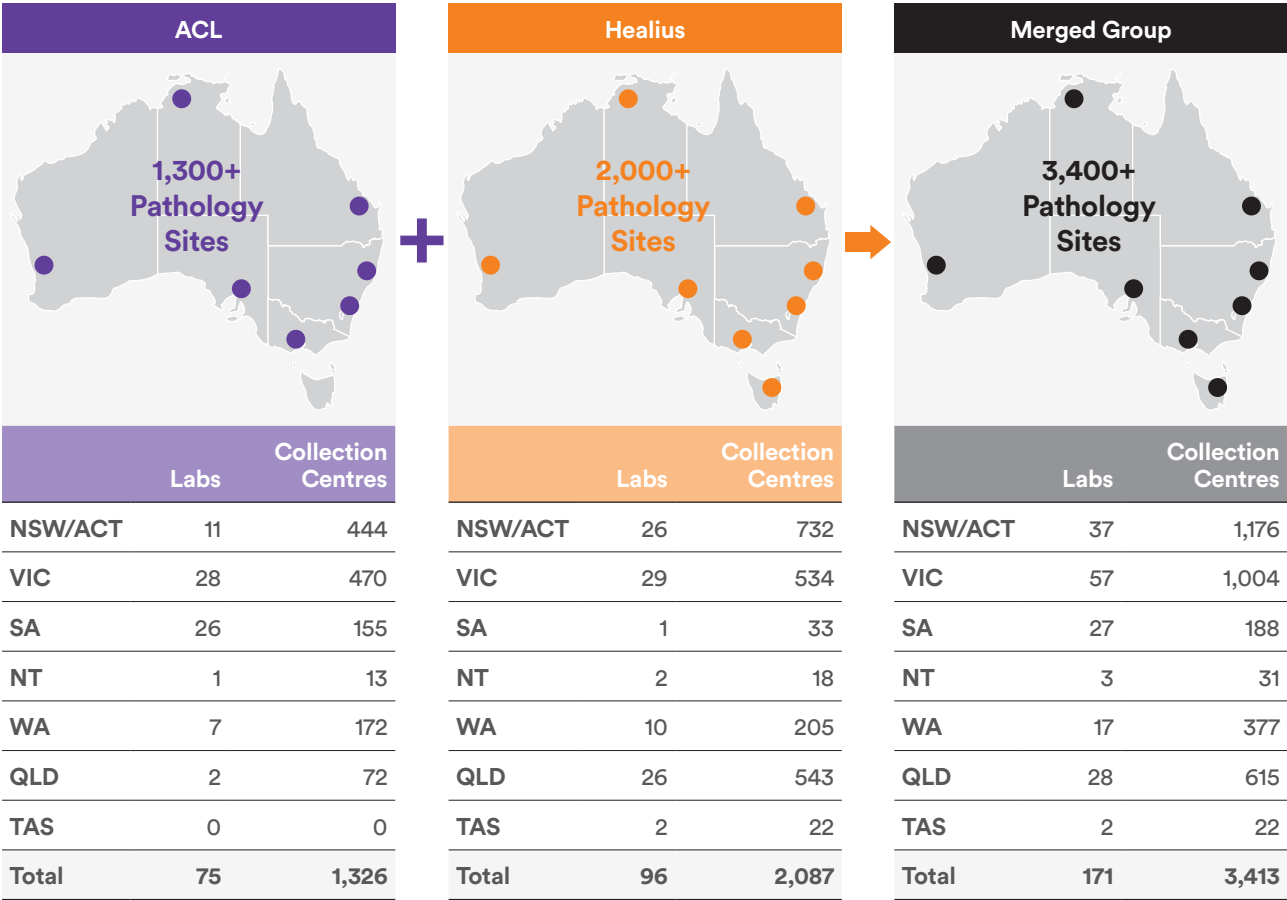 ACL
1,300+
Pathology
Sites
Labs Collection Centres
NSW/ACT 11 444
VIC 28 470
SA 26 155
NT 1 13
WA 7 172
QLD 2 72
TAS 0 0
Total 75 1,326
+
Healius
2,000+
Pathology
Sites
Labs Collection Centres
NSW/ACT 26 732
VIC 29 534
SA 1 33
NT 2 18
WA 10 205
QLD 26 543
TAS 2 22
Total 96 2,087
Merged Group
3,400+
Pathology
Sites
Labs Collection Centres
NSW/ACT 37 1,176
VIC 57 1,004
SA 27 188
NT 3 31
WA 17 377
QLD 28 615
TAS 2 22
Total 171 3,413